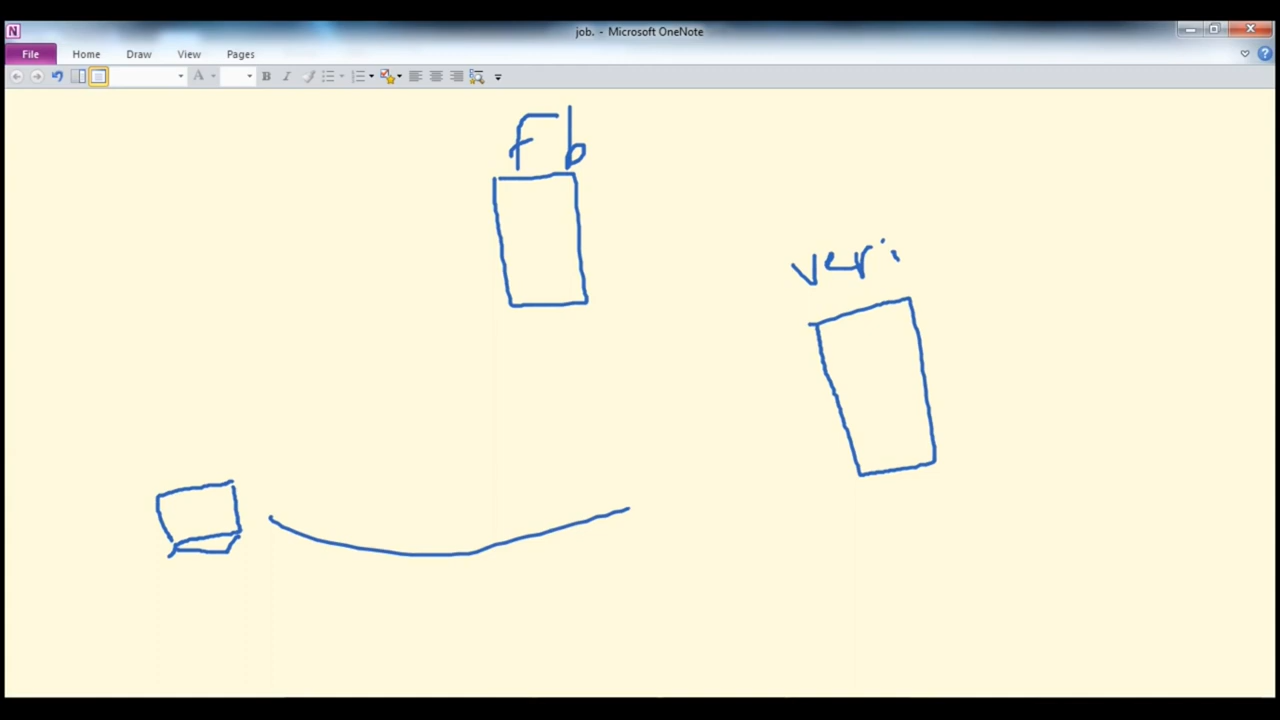 job. - Microsoft OneNote
File Home Draw View Pages
A B I
fb
veri